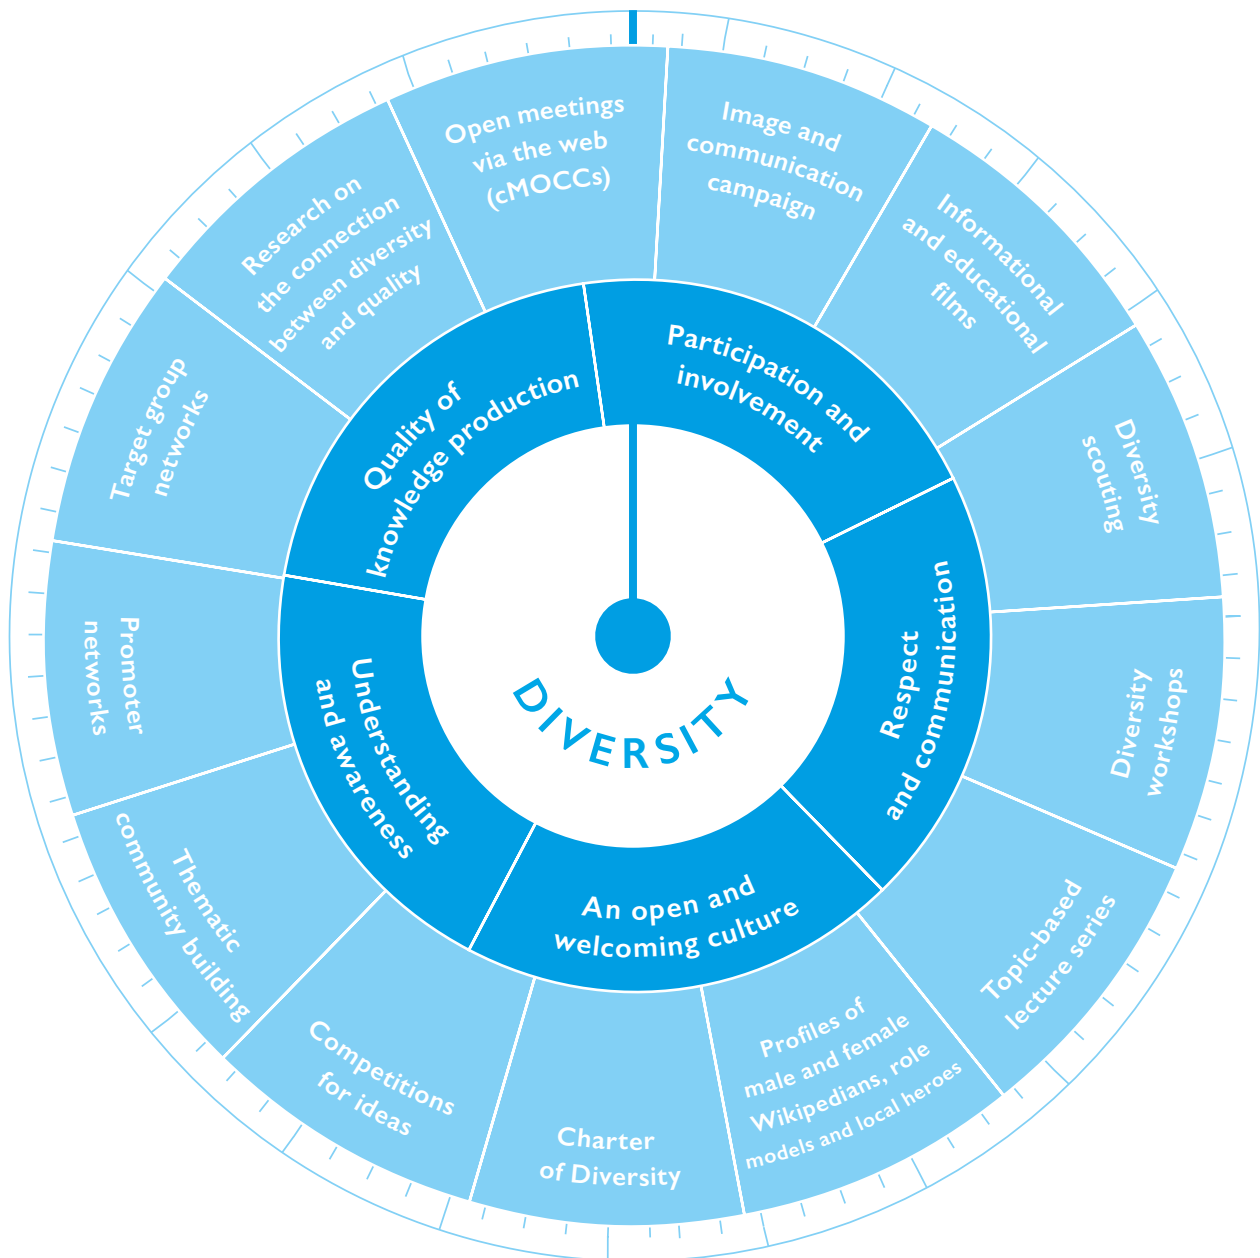 Open meetings
via the web
(cMOCCs)
Image and
communication
campaign
Informational
and educational
films
Diversity
scouting
Diversity
workshops
Topic-based
lecture series
Profiles of
male and female
Wikipedians, role
models and local heroes
Charter
of Diversity
Competitions
for ideas
Thematic
community building
Promoter
networks
Target group
networks
Research on
the connection
between diversity
and quality
Participation and
involvement
Respect
and communication
An open and
welcoming culture
Understanding
and awareness
Quality of
knowledge production
DIVERSITY